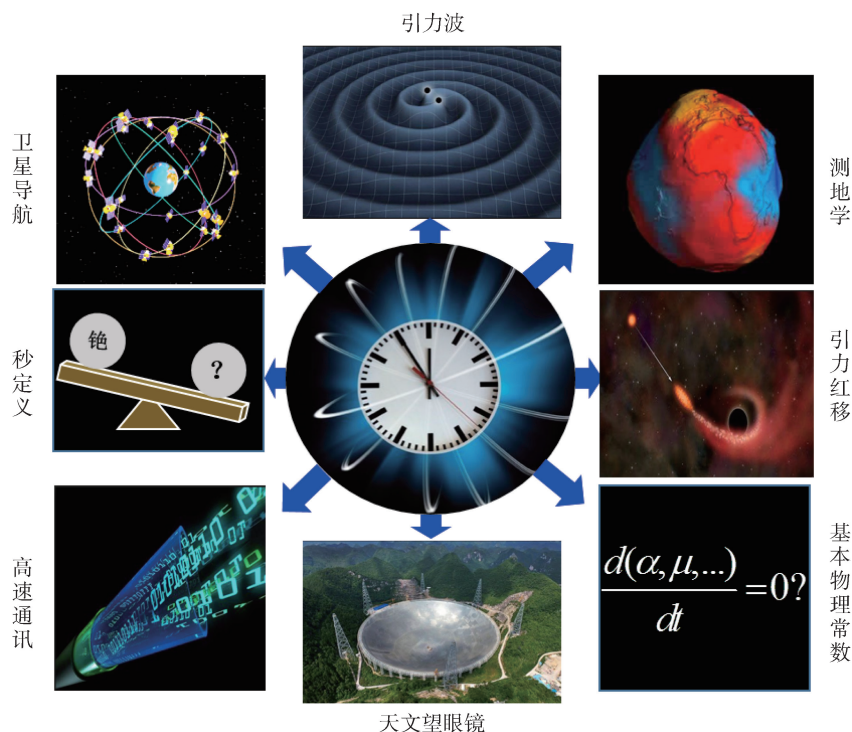 引力波
卫星导航
测地学
秒定义
铯
?
引力红移
高速通讯
d(α,μ,...)
=0?
dt
基本物理常数
天文望眼镜